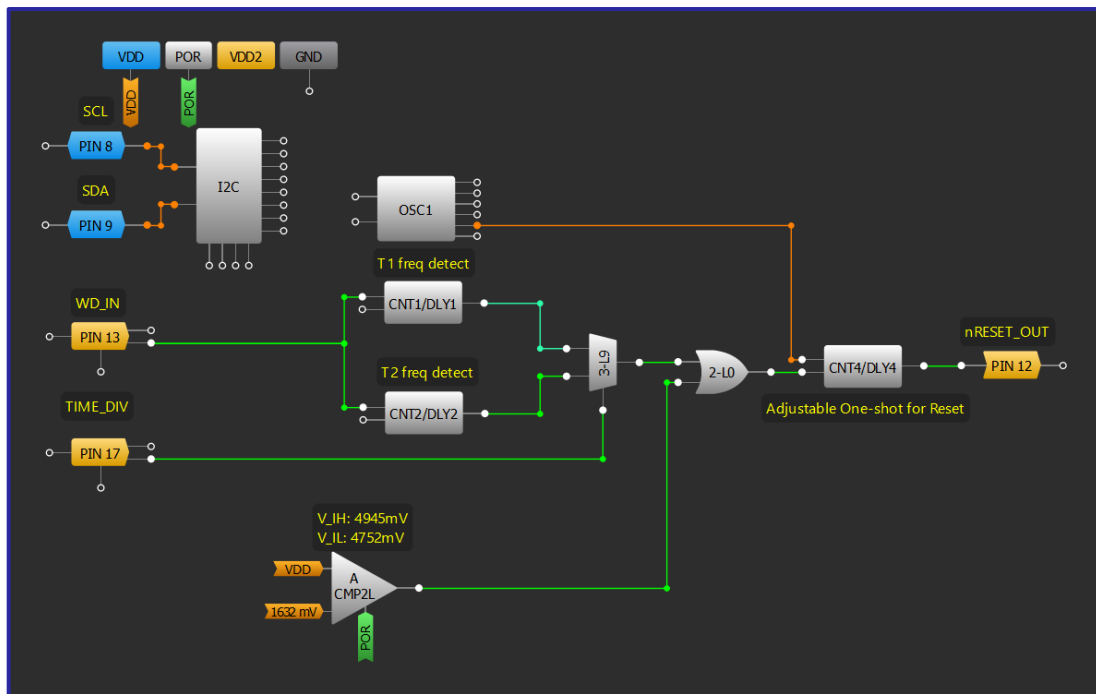 VDD
POR
VDD2
GND
VDD
POR
SCL
PIN 8
I2C
SDA
PIN 9
OSC1
T1 freq detect
CNT1/DLY1
WD_IN
PIN 13
3-L9
2-L0
nRESET_OUT
PIN 12
CNT4/DLY4
T2 freq detect
CNT2/DLY2
Adjustable One-shot for Reset
TIME_DIV
PIN 17
V_IH: 4945mV
V_IL: 4752mV
VDD
A
CMP2L
1632 mV
POR